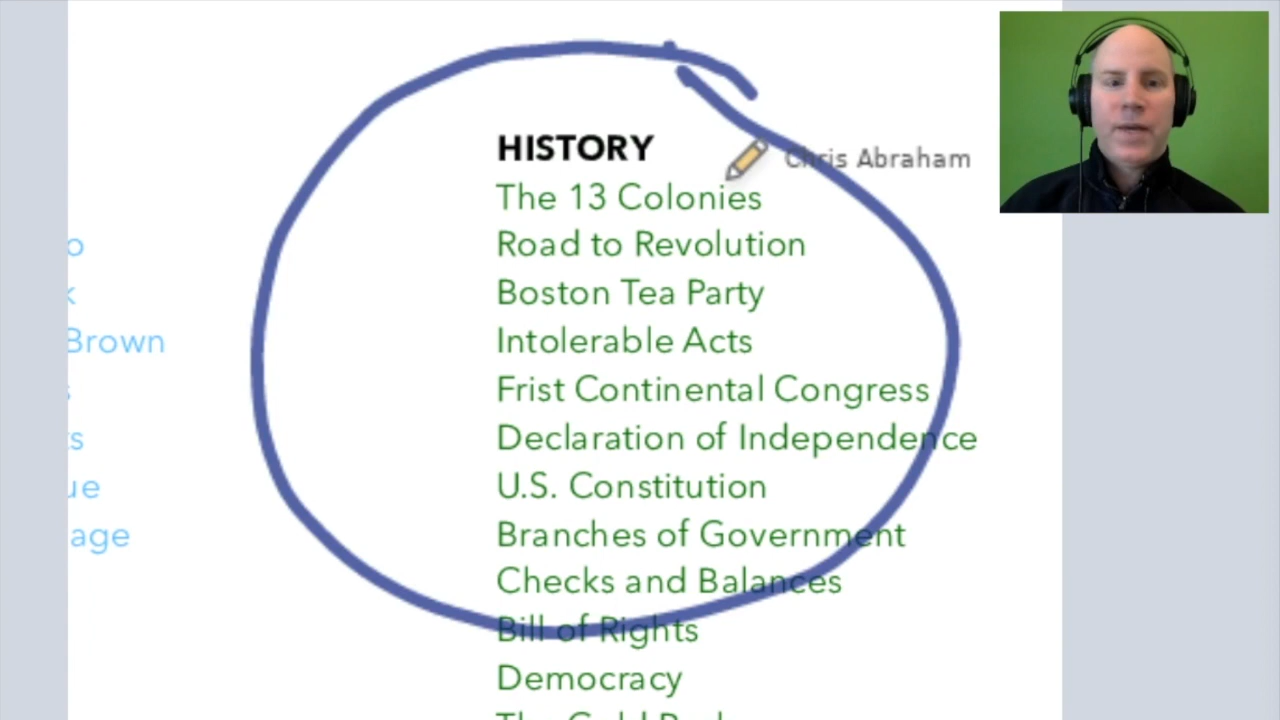 HISTORY
Chris Abraham
The 13 Colonies
Road to Revolution
Boston Tea Party
Intolerable Acts
Brown
Frist Continental Congress
Declaration of Independence
U.S. Constitution
Branches of Government
Checks and Balances
Bill of Rights
Democracy